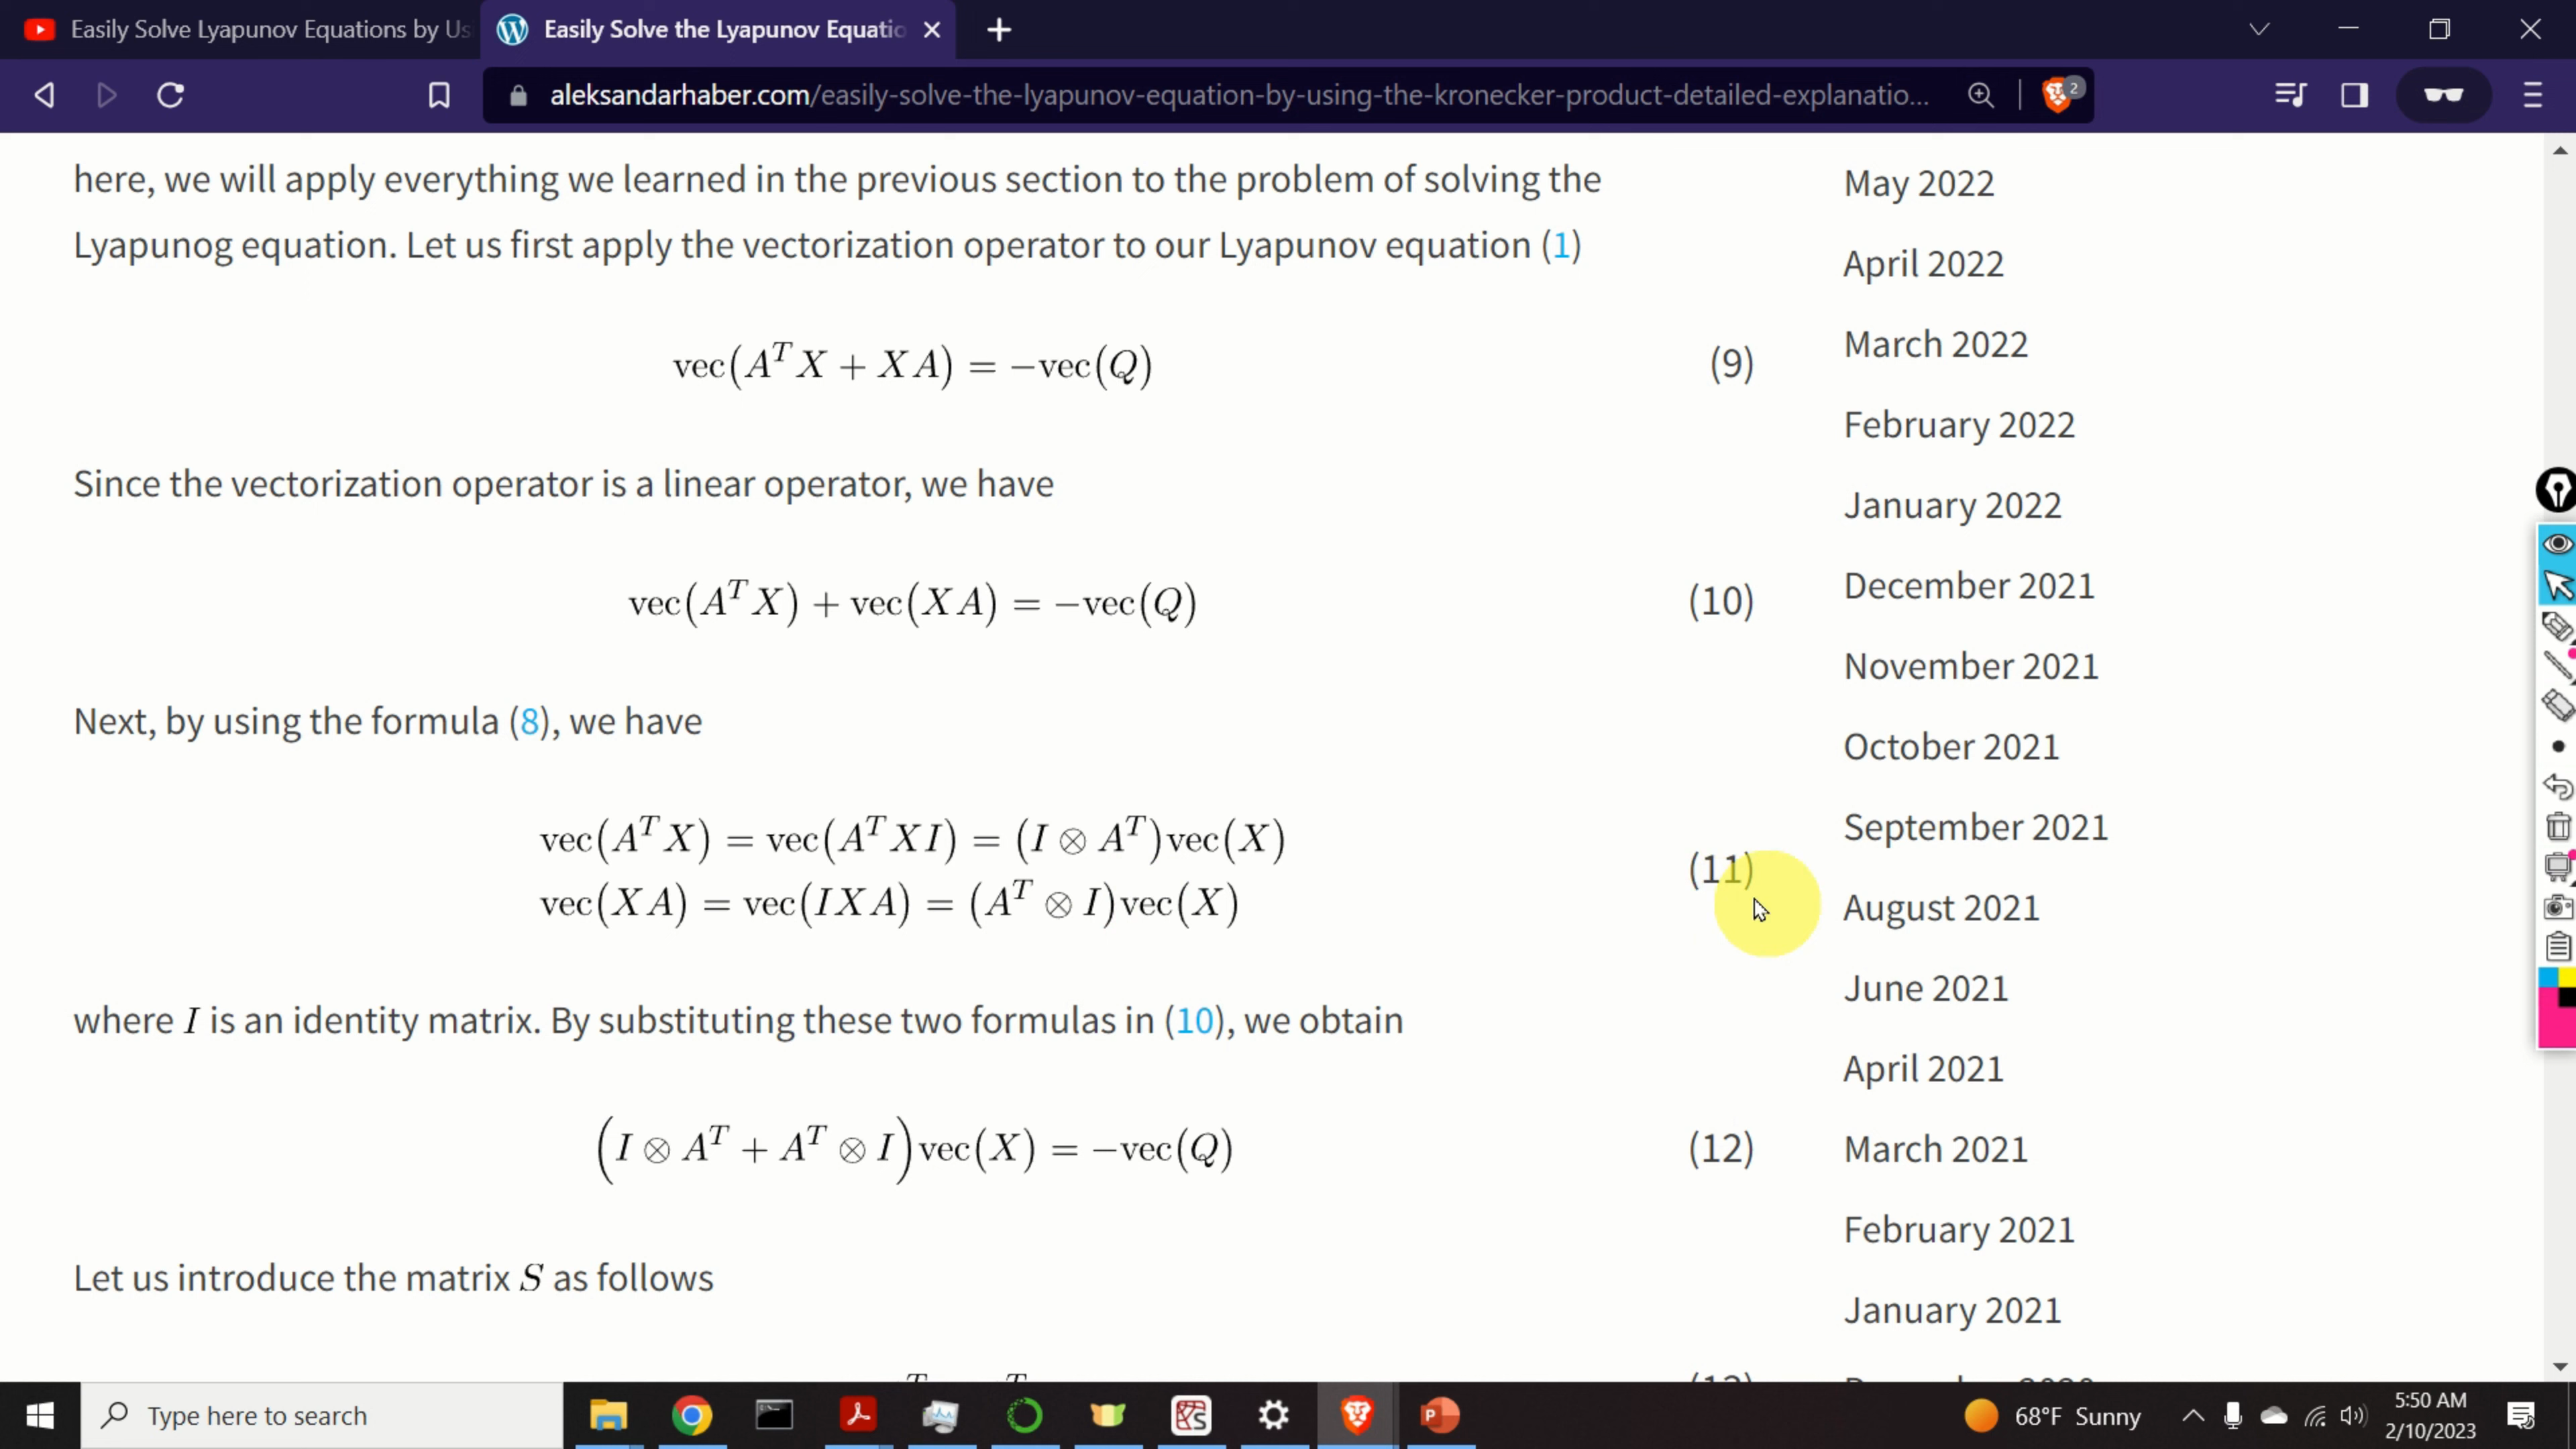 Easily Solve Lyapunov Equations by Us
Easily Solve the Lyapunov Equatio
aleksandarhaber.com/easily-solve-the-lyapunov-equation-by-using-the-kronecker-product-detailed-explanatio...
2
here, we will apply everything we learned in the previous section to the problem of solving the
Lyapunog equation. Let us first apply the vectorization operator to our Lyapunov equation (1)
vec(A^T X + XA) = −vec(Q) (9)
Since the vectorization operator is a linear operator, we have
vec(A^T X) + vec(XA) = −vec(Q) (10)
Next, by using the formula (8), we have
vec(A^T X) = vec(A^T XI) = (I ⊗ A^T)vec(X)
vec(XA) = vec(IXA) = (A^T ⊗ I)vec(X)
(11)
where I is an identity matrix. By substituting these two formulas in (10), we obtain
(I ⊗ A^T + A^T ⊗ I)vec(X) = −vec(Q) (12)
Let us introduce the matrix S as follows
May 2022
April 2022
March 2022
February 2022
January 2022
December 2021
November 2021
October 2021
September 2021
August 2021
June 2021
April 2021
March 2021
February 2021
January 2021
Type here to search
68°F Sunny
5:50 AM
2/10/2023